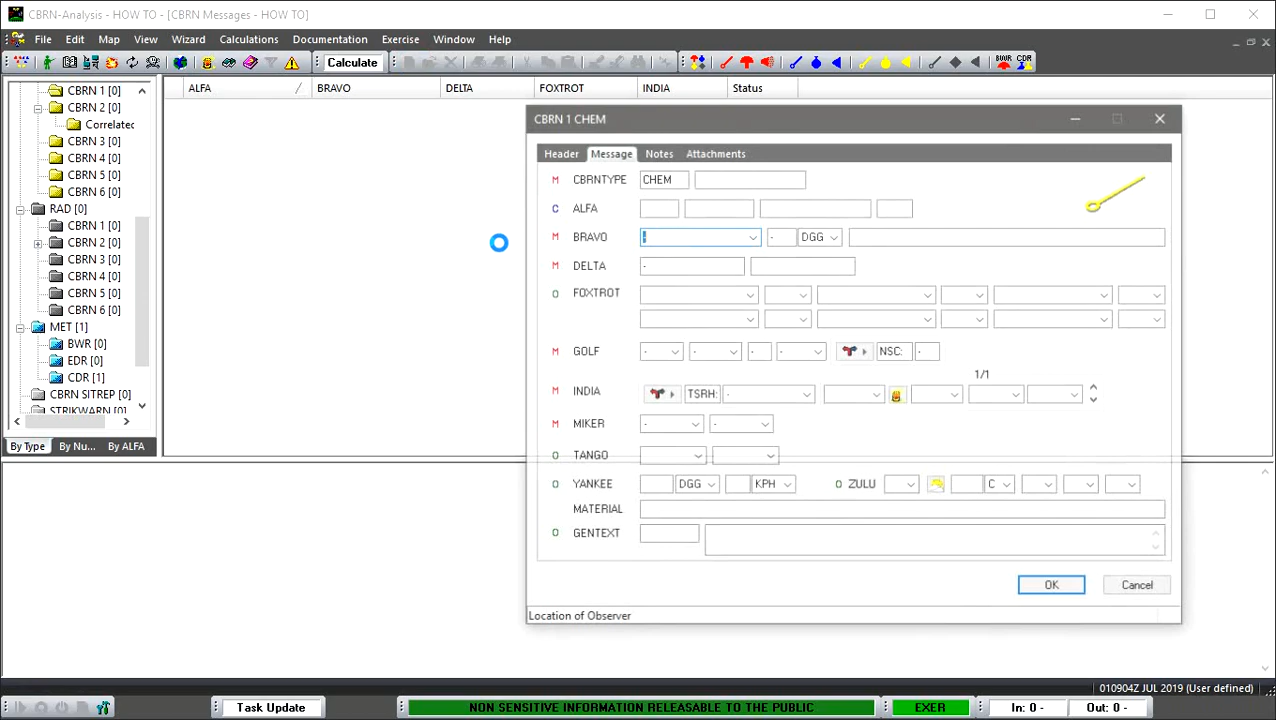 CBRN-Analysis - HOW TO - [CBRN Messages - HOW TO]
File Edit Map View Wizard Calculations Documentation Exercise Window Help
Calculate
BWR CDR
ALFA BRAVO DELTA FOXTROT INDIA Status
CBRN 1 [0]
CBRN 2 [0]
Correlated
CBRN 3 [0]
CBRN 4 [0]
CBRN 5 [0]
CBRN 6 [0]
RAD [0]
CBRN 1 [0]
CBRN 2 [0]
CBRN 3 [0]
CBRN 4 [0]
CBRN 5 [0]
CBRN 6 [0]
MET [1]
BWR [0]
EDR [0]
CDR [1]
CBRN SITREP [0]
STRIKWARN [0]
By Type By Nu... By ALFA
CBRN 1 CHEM
Header Message Notes Attachments
M CBRNTYPE CHEM
C ALFA
M BRAVO - - DGG
M DELTA -
O FOXTROT
M GOLF - - - - NSC: -
1/1
M INDIA TSRH: -
M MIKER - -
O TANGO
O YANKEE DGG KPH O ZULU C
MATERIAL
O GENTEXT
OK Cancel
Location of Observer
010904Z JUL 2019 (User defined)
Task Update NON SENSITIVE INFORMATION RELEASABLE TO THE PUBLIC EXER In: 0 - Out: 0 -